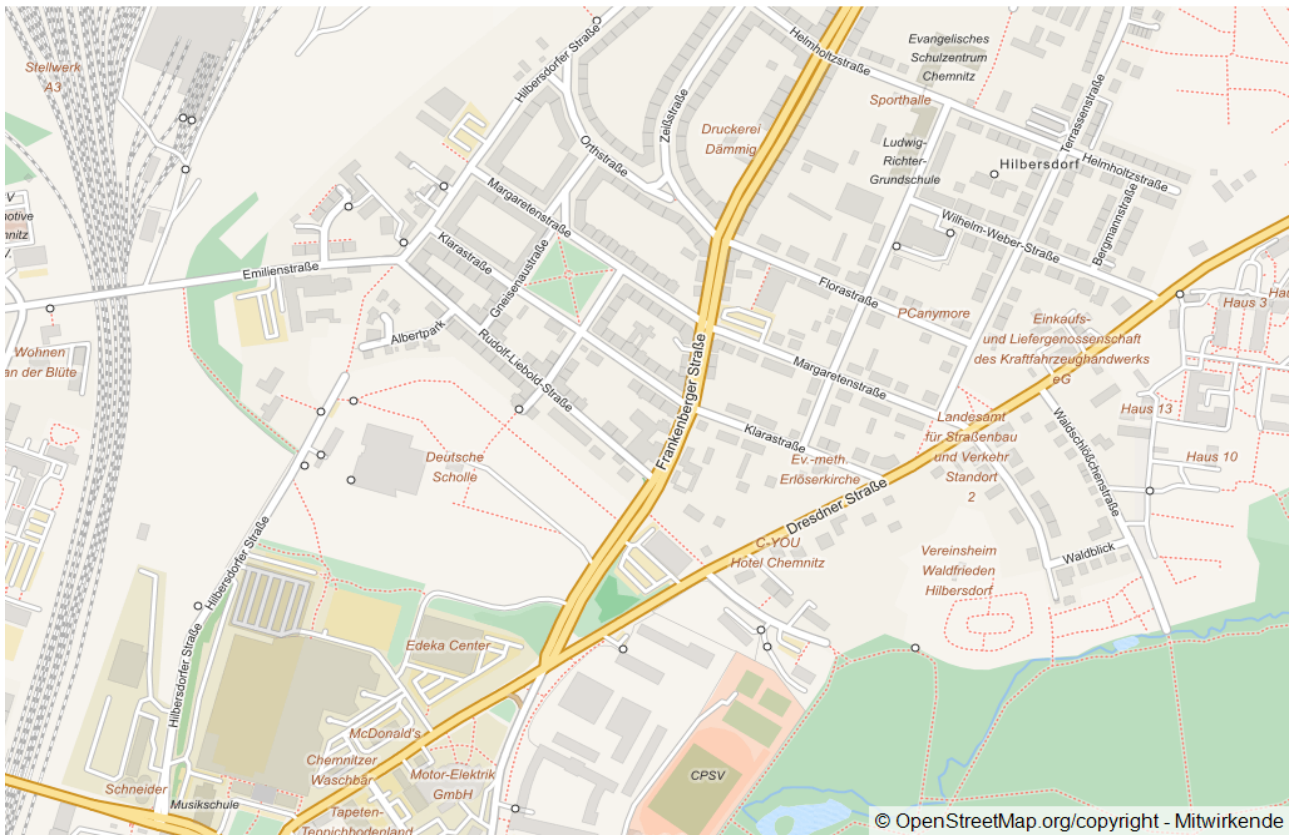 Stellwerk
A3
Hilbersdorfer Straße
Zeißstraße
Helmholtzstraße
Evangelisches
Schulzentrum
Chemnitz
Sporthalle
Terrassenstraße
Druckerei
Dämmig
Orthstraße
Ludwig-
Richter-
Grundschule
Hilbersdorf
Helmholtzstraße
Margaretenstraße
Wilhelm-Weber-Straße
Bergmannstraße
Klarastraße
Gneisenaustraße
Emilienstraße
Florastraße
Haus 3
PCanymore
Albertpark
Einkaufs-
und Liefergenossenschaft
des Kraftfahrzeughandwerks
eG
Wohnen
an der Blüte
Rudolf-Liebold-Straße
Frankenberger Straße
Margaretenstraße
Haus 13
Landesamt
für Straßenbau
und Verkehr
Standort
2
Waldschlößchenstraße
Klarastraße
Haus 10
Deutsche
Scholle
Ev.-meth.
Erlöserkirche
Dresdner Straße
Hilbersdorfer Straße
C-YOU
Hotel Chemnitz
Waldblick
Vereinsheim
Waldfrieden
Hilbersdorf
Hilbersdorfer Straße
Edeka Center
McDonald's
Chemnitzer
Waschbär
Motor-Elektrik
GmbH
CPSV
Schneider
Musikschule
Tapeten-
Teppichbodenland
© OpenStreetMap.org/copyright - Mitwirkende